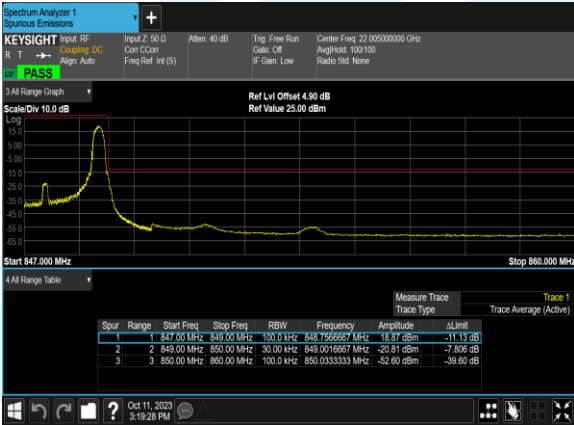 Spectrum Analyzer 1
Spurious Emissions
+
KEYSIGHT Input: RF Input Z: 50 Ω Atten: 40 dB Trig: Free Run Center Freq: 22.005000000 GHz
R T Coupling: DC Corr CCorr Gate: Off Avg|Hold: 100/100
Align: Auto Freq Ref: Int (S) IF Gain: Low Radio Std: None
LW PASS
3 All Range Graph
Ref Lvl Offset 4.90 dB
Scale/Div 10.0 dB Ref Value 25.00 dBm
Log
15.0
5.00
-5.00
-15.0
-25.0
-35.0
-45.0
-55.0
-65.0
Start 847.000 MHz Stop 860.000 MHz
4 All Range Table
Measure Trace Trace 1
Trace Type Trace Average (Active)
Spur Range Start Freq Stop Freq RBW Frequency Amplitude ΔLimit
1 1 847.00 MHz 849.00 MHz 100.0 kHz 848.7566667 MHz 18.87 dBm -11.13 dB
2 2 849.00 MHz 850.00 MHz 30.00 kHz 849.0016667 MHz -20.81 dBm -7.806 dB
3 3 850.00 MHz 860.00 MHz 100.0 kHz 850.0333333 MHz -52.60 dBm -39.60 dB
? Oct 11, 2023
3:19:28 PM